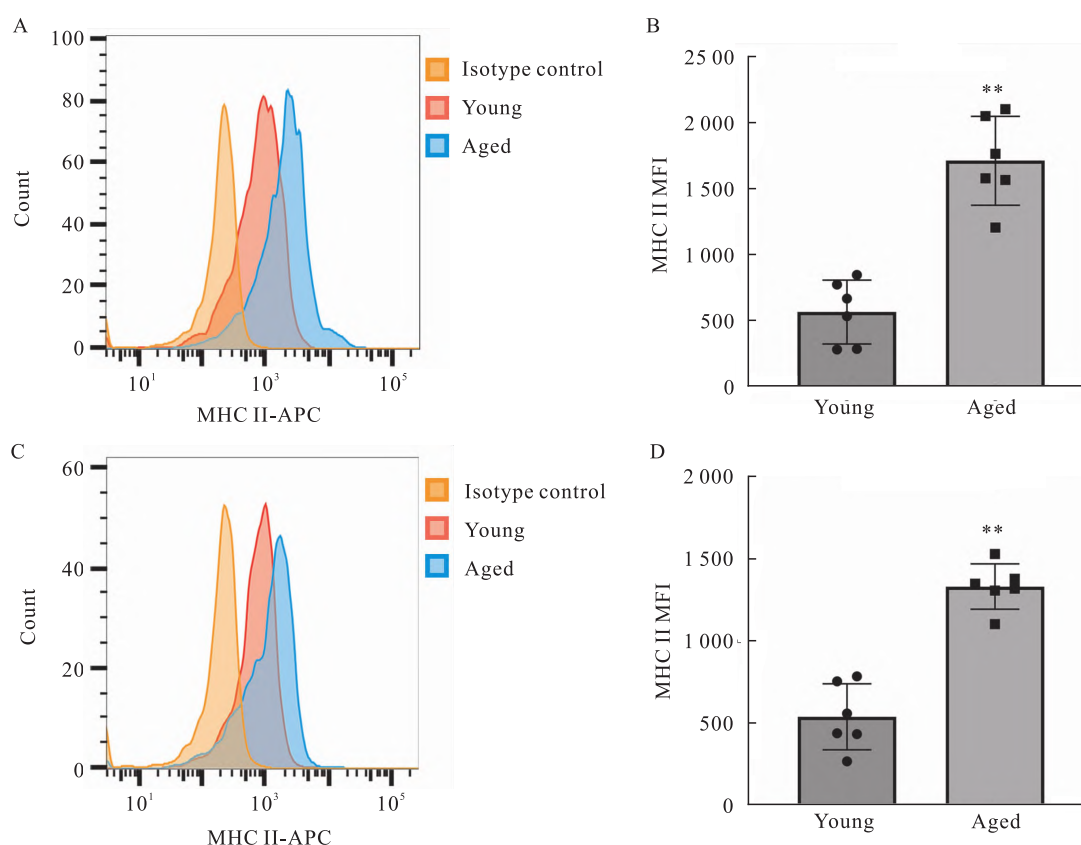 A
100
80
60
40
20
0
Count
10¹ 10³ 10⁵
MHC II-APC
Isotype control
Young
Aged
B
2 500
2 000
1 500
1 000
500
0
MHC II MFI
**
Young Aged
C
60
40
20
0
Count
10¹ 10³ 10⁵
MHC II-APC
Isotype control
Young
Aged
D
2 000
1 500
1 000
500
0
MHC II MFI
**
Young Aged